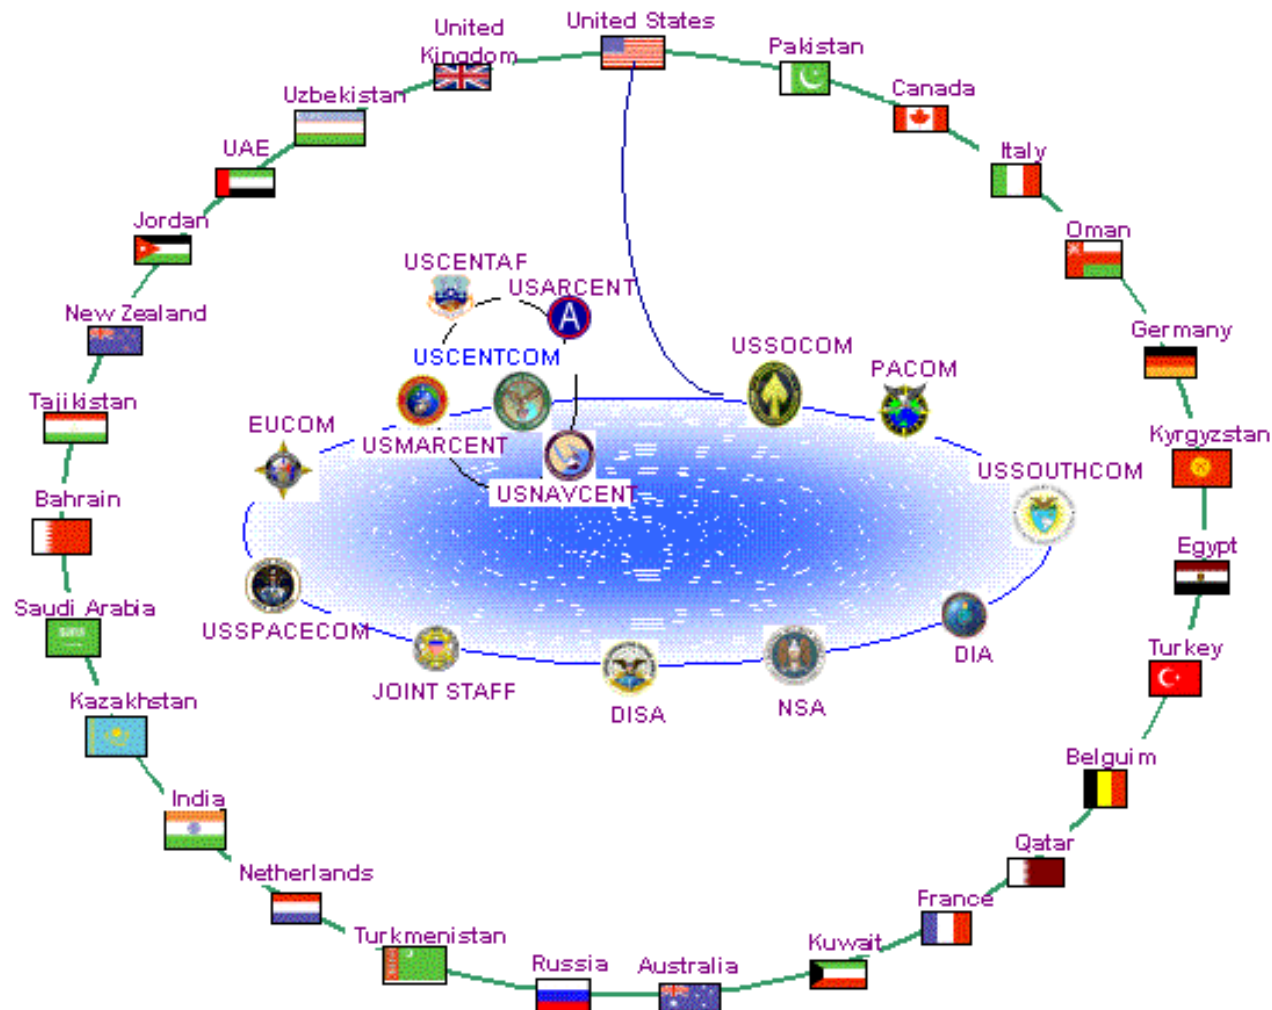 United States
United
Kingdom
Pakistan
Canada
Uzbekistan
UAE
Italy
Jordan
Oman
USCENTAF
USARCENT
New Zealand
Germany
USCENTCOM
USSOCOM
PACOM
A
Tajikistan
EUCOM
USMARCENT
Kyrgyzstan
USSOUTHCOM
USNAVCENT
Bahrain
Egypt
Saudi Arabia
USSPACECOM
JOINT STAFF
DISA
NSA
DIA
Turkey
Kazakhstan
Belguim
India
Qatar
Netherlands
France
Turkmenistan
Kuwait
Russia
Australia